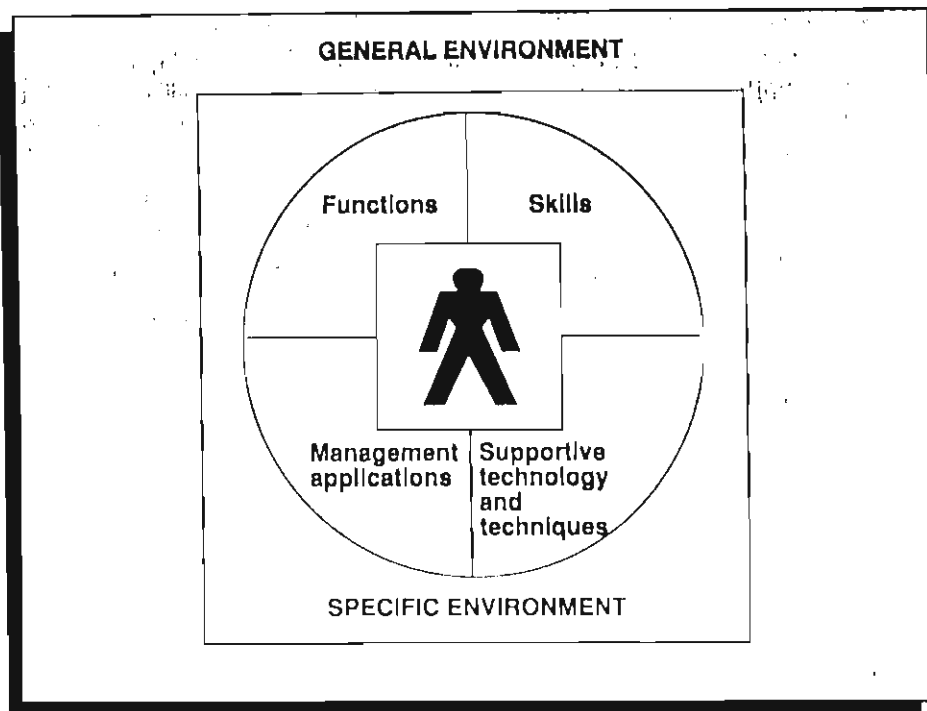 GENERAL ENVIRONMENT
Functions
Skills
Management
applications
Supportive
technology
and
techniques
SPECIFIC ENVIRONMENT